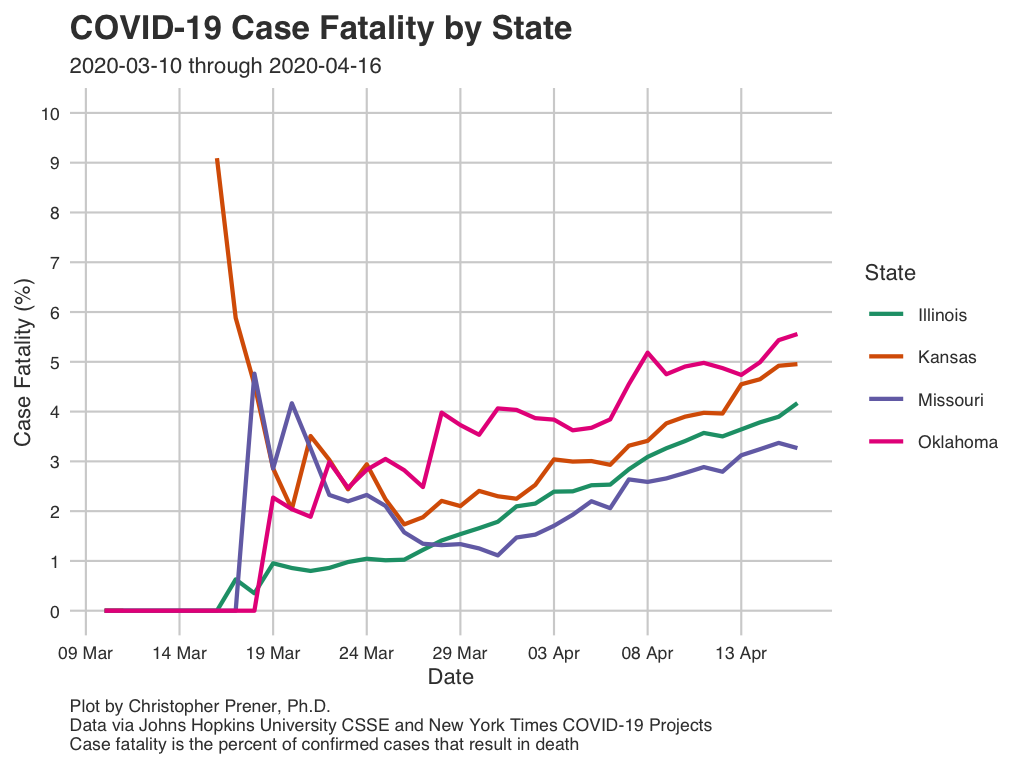 COVID-19 Case Fatality by State
2020-03-10 through 2020-04-16
10
9
8
7
6
5
4
3
2
1
0
Case Fatality (%)
09 Mar 14 Mar 19 Mar 24 Mar 29 Mar 03 Apr 08 Apr 13 Apr
Date
State
Illinois
Kansas
Missouri
Oklahoma
Plot by Christopher Prener, Ph.D.
Data via Johns Hopkins University CSSE and New York Times COVID-19 Projects
Case fatality is the percent of confirmed cases that result in death